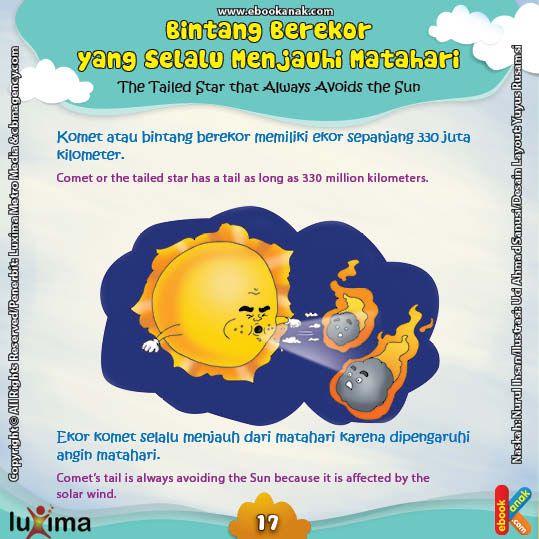 www.ebookanak.com
Bintang Berekor
yang Selalu Menjauhi Matahari
The Tailed Star that Always Avoids the Sun
Komet atau bintang berekor memiliki ekor sepanjang 330 juta
kilometer.
Comet or the tailed star has a tail as long as 330 million kilometers.
Ekor komet selalu menjauh dari matahari karena dipengaruhi
angin matahari.
Comet's tail is always avoiding the Sun because it is affected by the
solar wind.
Copyright © All Rights Reserved/Penerbit: Luxima Metro Media & ebmagency.com
Naskah: Nurul Ihsan/Ilustrasi: Uci Ahmad Sanusi/Desain Layout: Yuyus Rusamsi
luxima
17
ebook
anak
.com